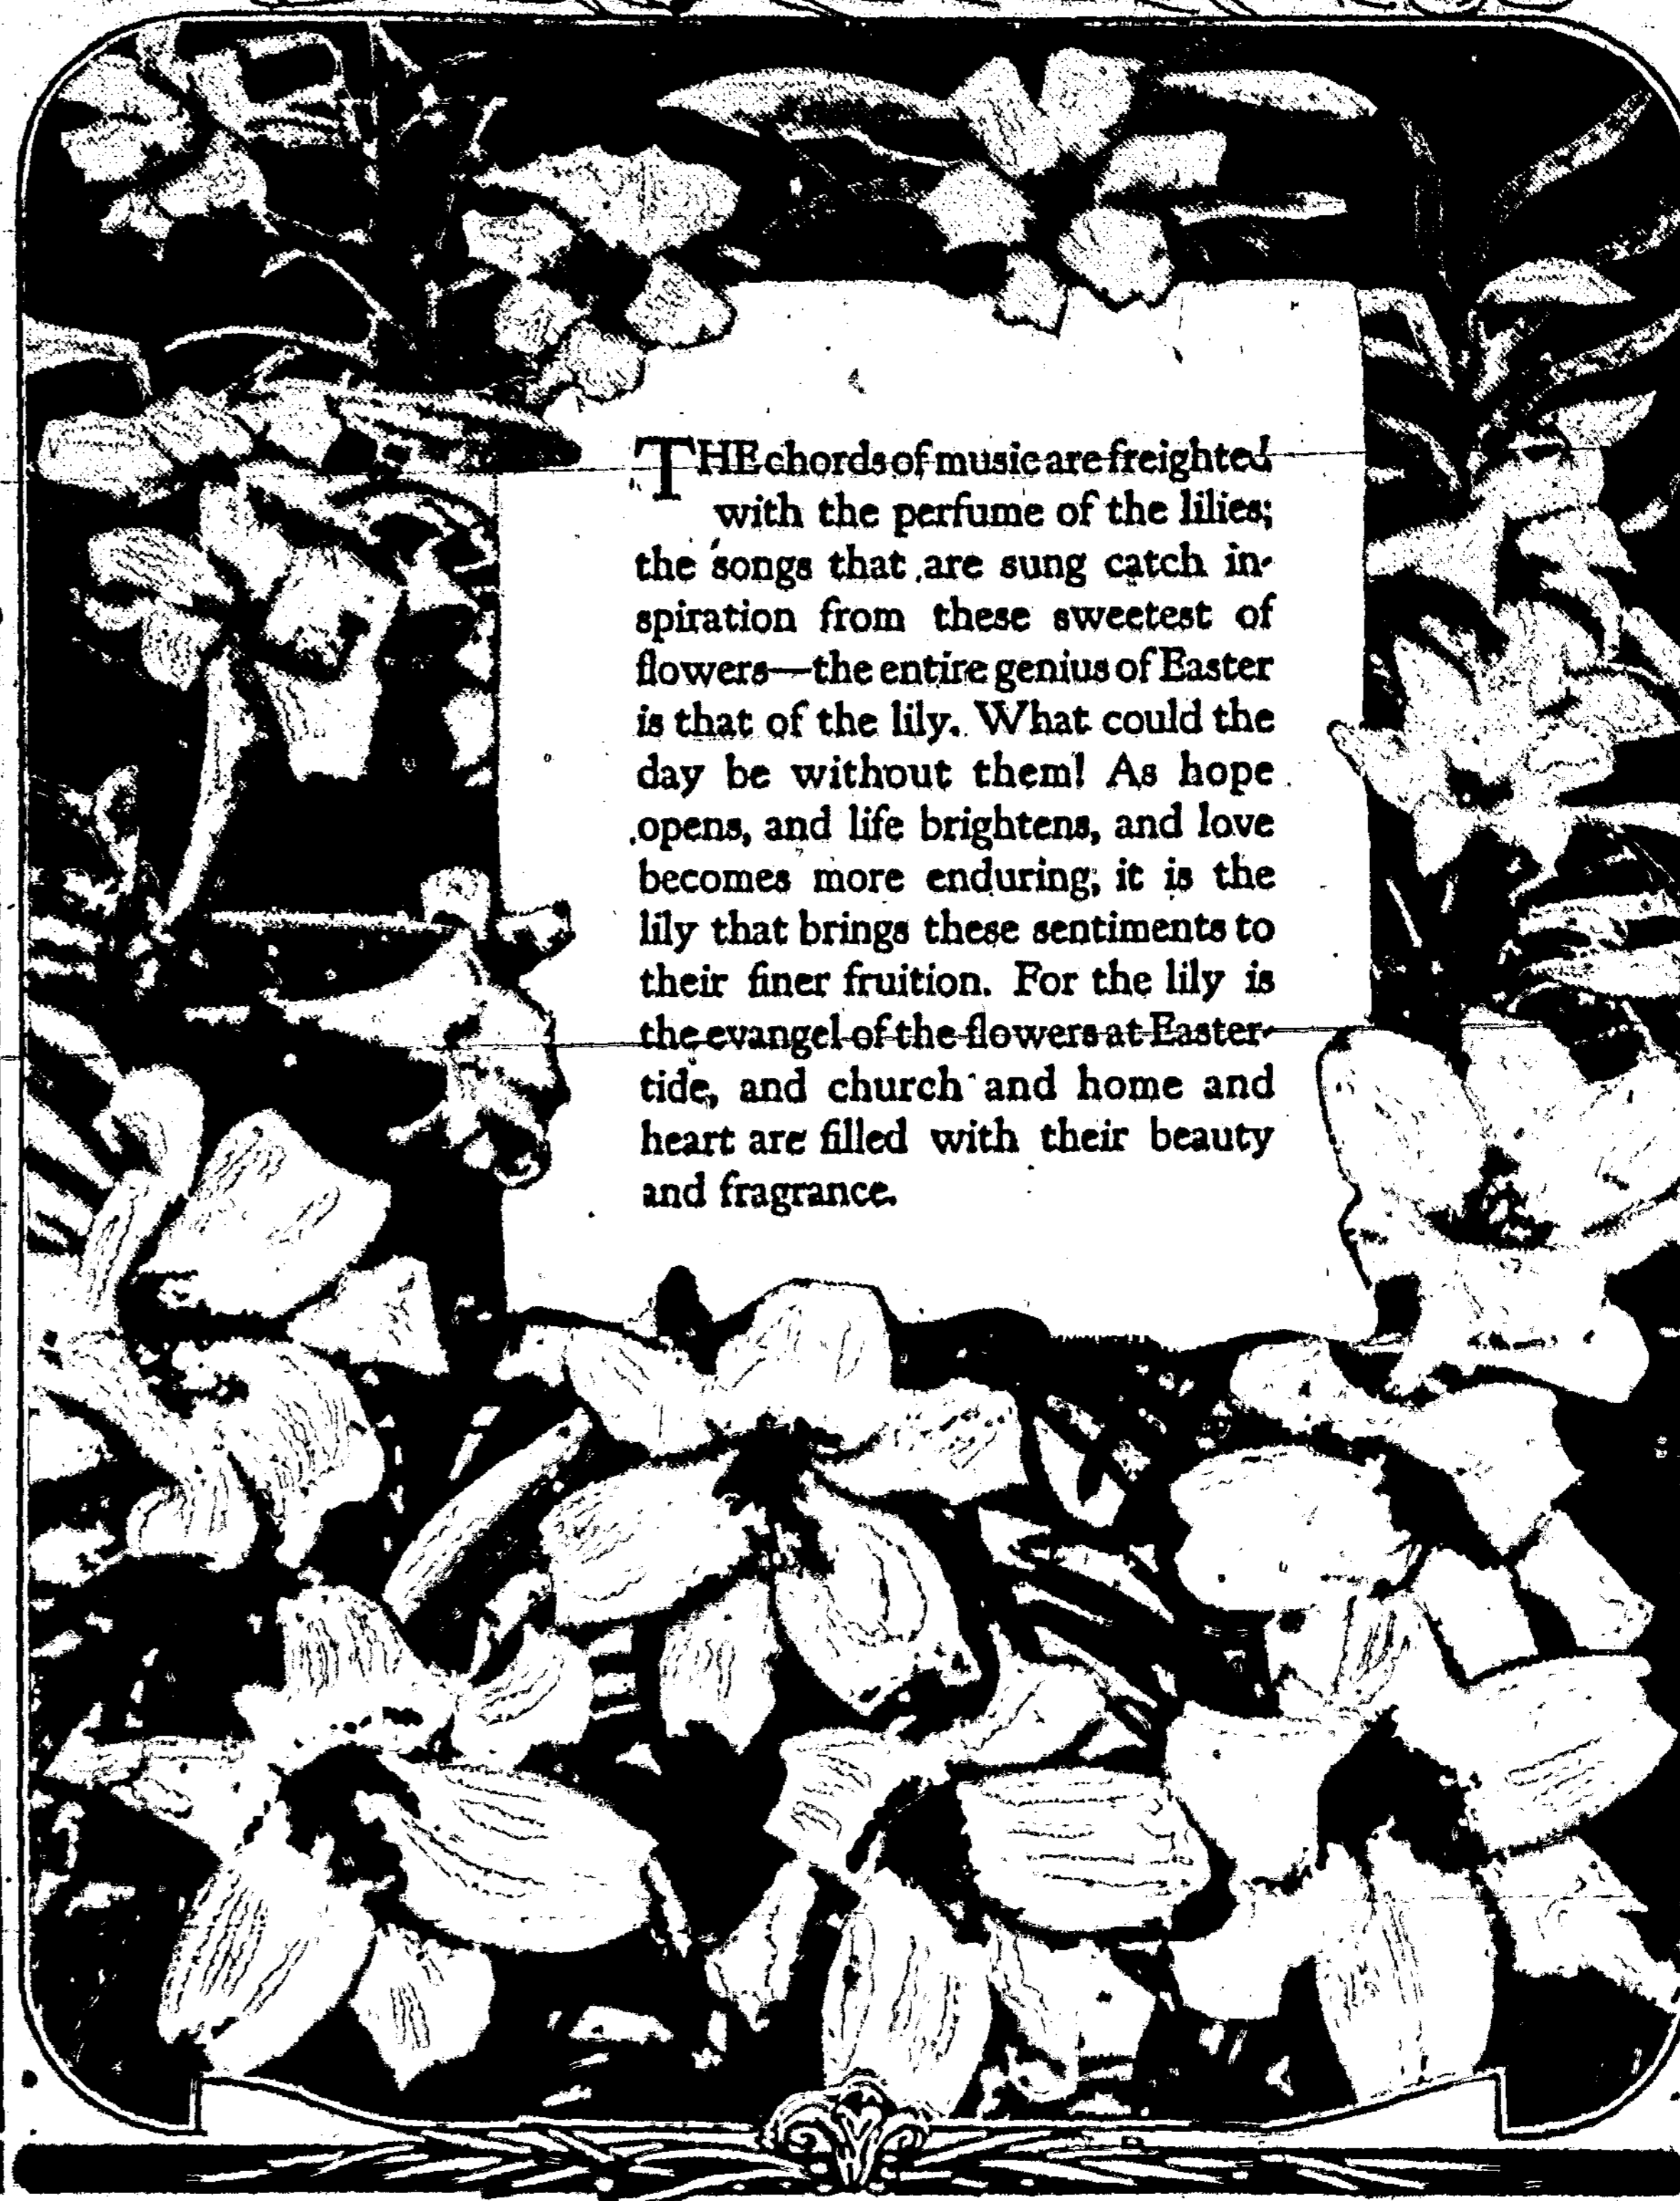 THE chords of music are freighted
with the perfume of the lilies;
the songs that are sung catch in-
spiration from these sweetest of
flowers—the entire genius of Easter
is that of the lily. What could the
day be without them! As hope
opens, and life brightens, and love
becomes more enduring, it is the
lily that brings these sentiments to
their finer fruition. For the lily is
the evangel of the flowers at Easter-
tide, and church and home and
heart are filled with their beauty
and fragrance.